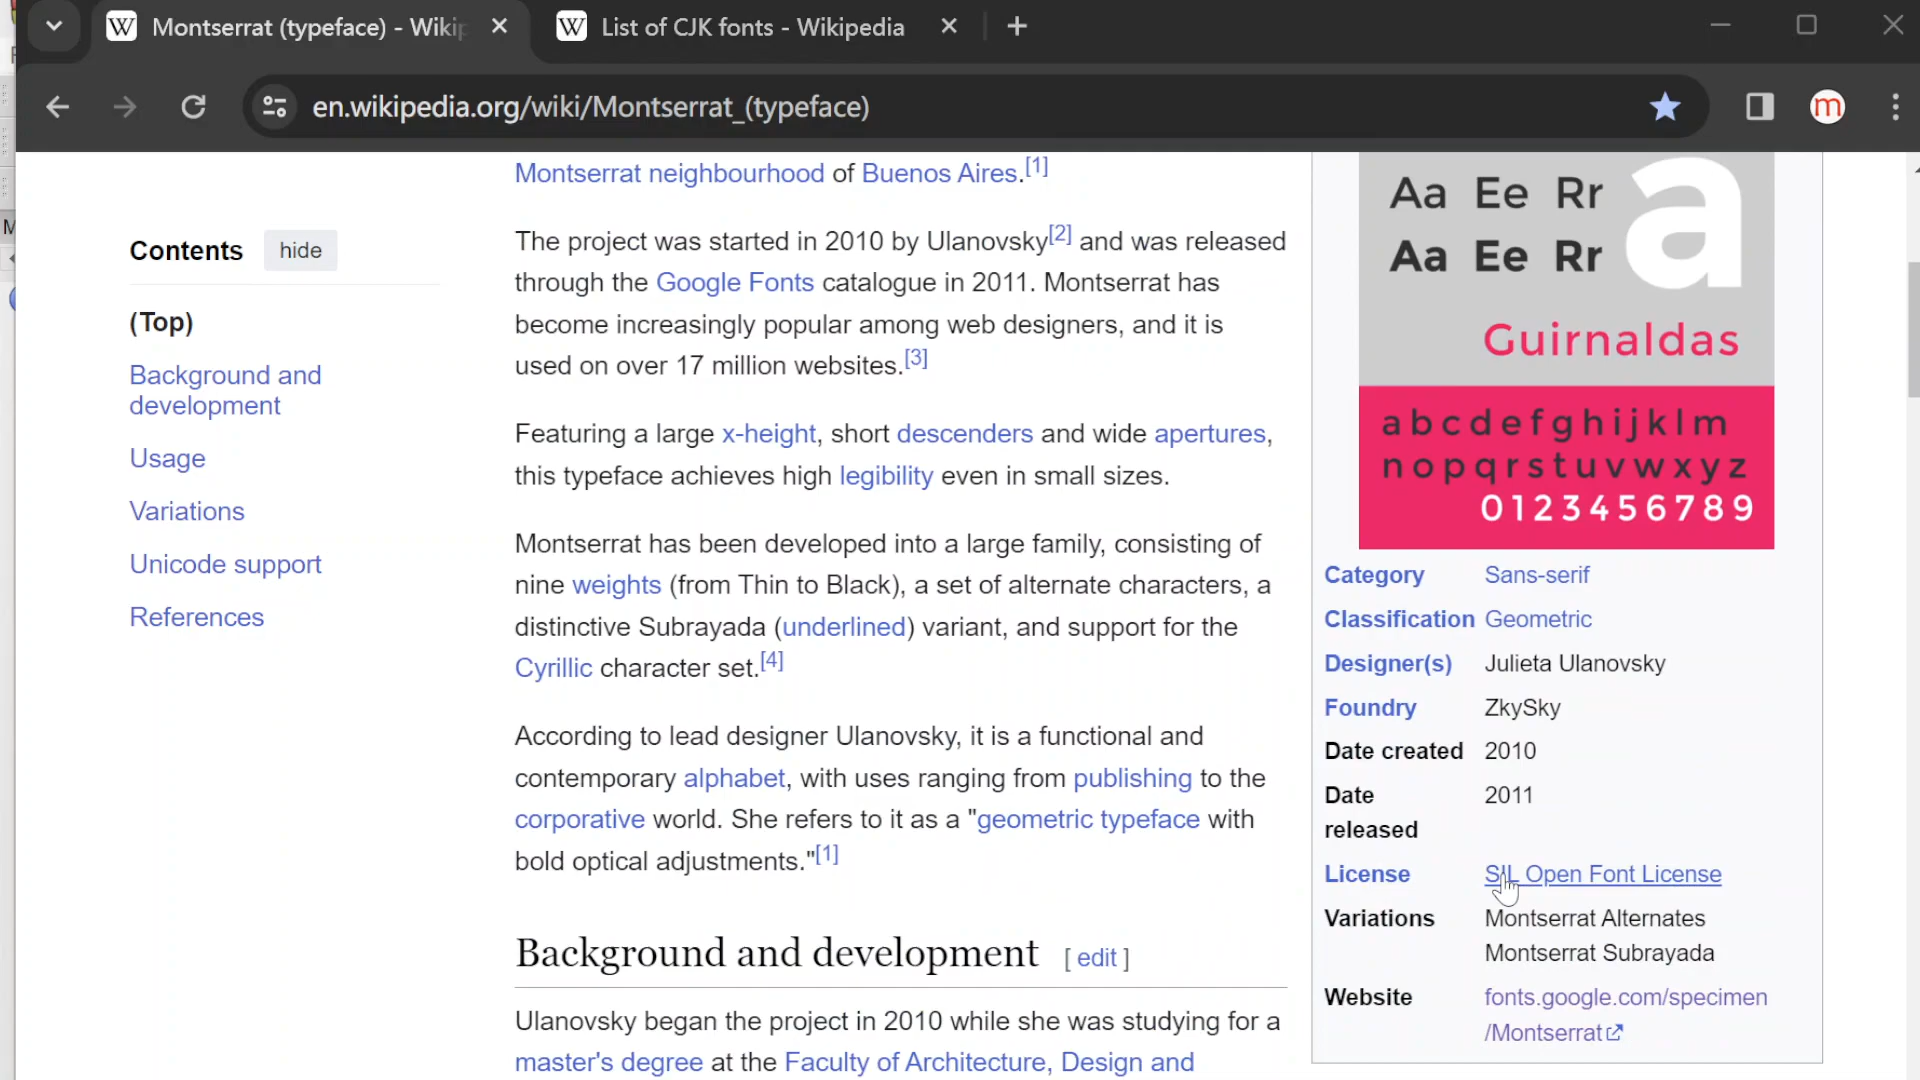 Montserrat (typeface) - Wikip
List of CJK fonts - Wikipedia
en.wikipedia.org/wiki/Montserrat_(typeface)
m
Contents
hide
(Top)
Background and
development
Usage
Variations
Unicode support
References
Montserrat neighbourhood of Buenos Aires.[1]
The project was started in 2010 by Ulanovsky[2] and was released
through the Google Fonts catalogue in 2011. Montserrat has
become increasingly popular among web designers, and it is
used on over 17 million websites.[3]
Featuring a large x-height, short descenders and wide apertures,
this typeface achieves high legibility even in small sizes.
Montserrat has been developed into a large family, consisting of
nine weights (from Thin to Black), a set of alternate characters, a
distinctive Subrayada (underlined) variant, and support for the
Cyrillic character set.[4]
According to lead designer Ulanovsky, it is a functional and
contemporary alphabet, with uses ranging from publishing to the
corporative world. She refers to it as a "geometric typeface with
bold optical adjustments."[1]
Background and development [ edit ]
Ulanovsky began the project in 2010 while she was studying for a
master's degree at the Faculty of Architecture, Design and
Aa Ee Rr
Aa Ee Rr
a
Guirnaldas
a b c d e f g h i j k l m
n o p q r s t u v w x y z
0 1 2 3 4 5 6 7 8 9
Category Sans-serif
Classification Geometric
Designer(s) Julieta Ulanovsky
Foundry ZkySky
Date created 2010
Date 2011
released
License SIL Open Font License
Variations Montserrat Alternates
Montserrat Subrayada
Website fonts.google.com/specimen
/Montserrat